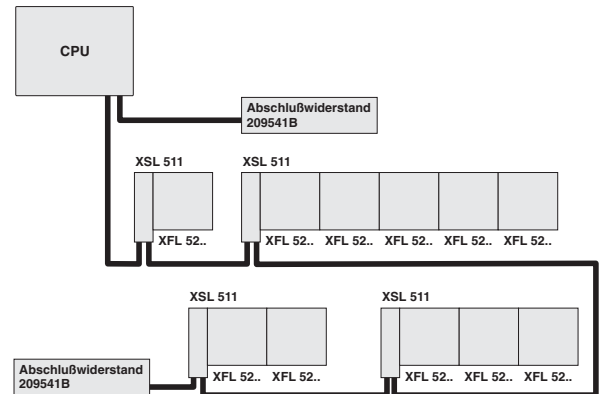 CPU
Abschlußwiderstand
209541B
XSL 511 XSL 511
XFL 52.. XFL 52.. XFL 52.. XFL 52.. XFL 52.. XFL 52..
XSL 511 XSL 511
Abschlußwiderstand
209541B
XFL 52.. XFL 52.. XFL 52.. XFL 52.. XFL 52..